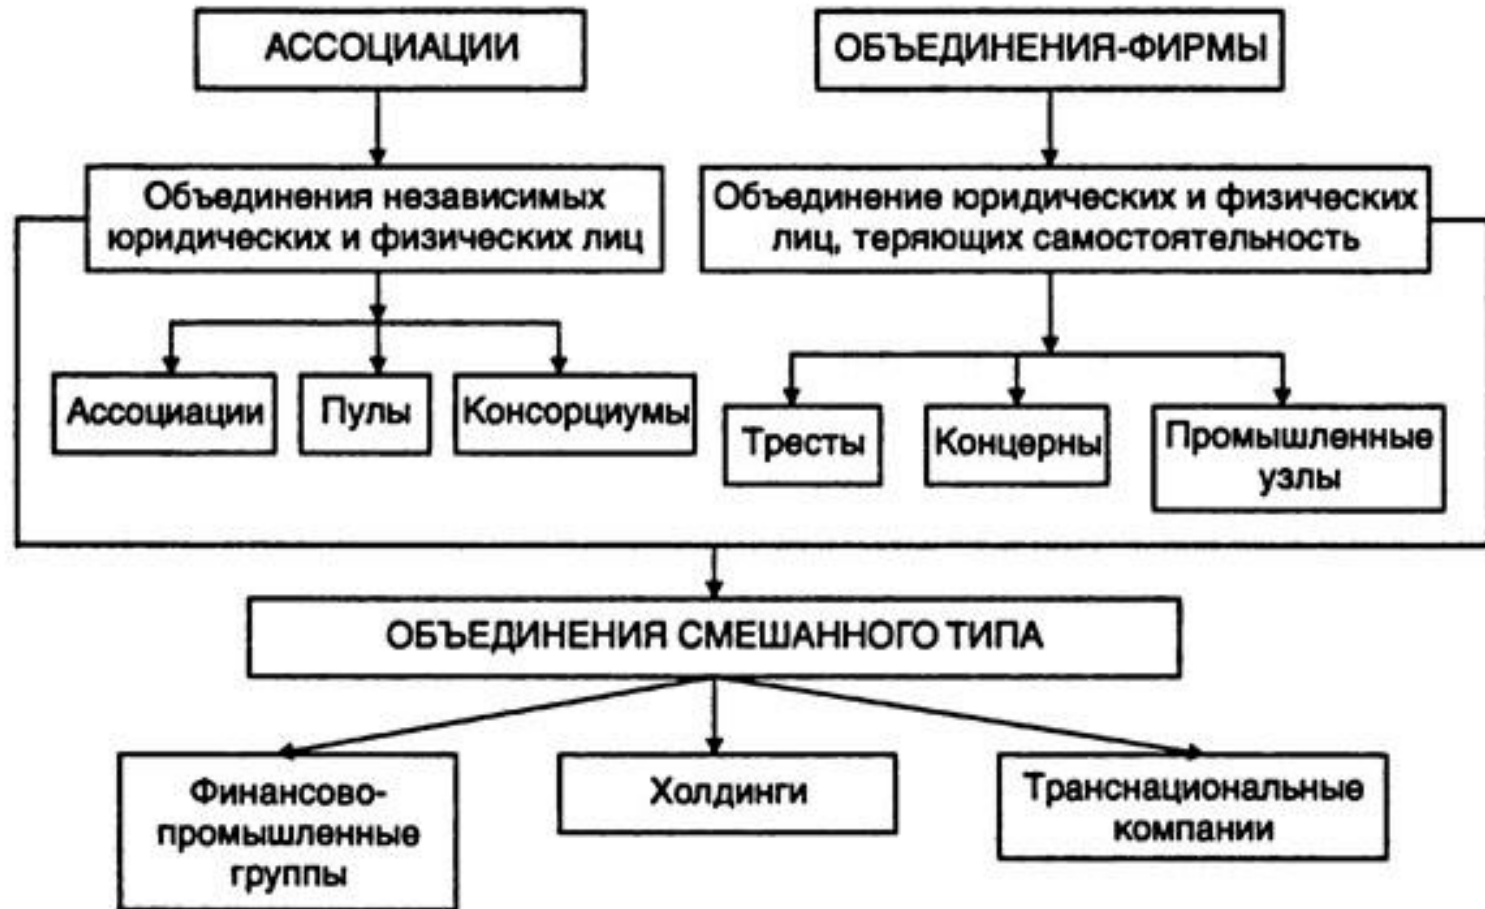 АССОЦИАЦИИ
ОБЪЕДИНЕНИЯ-ФИРМЫ
Объединения независимых
юридических и физических лиц
Объединение юридических и физических
лиц, теряющих самостоятельность
Ассоциации
Пулы
Консорциумы
Тресты
Концерны
Промышленные
узлы
ОБЪЕДИНЕНИЯ СМЕШАННОГО ТИПА
Финансово-
промышленные
группы
Холдинги
Транснациональные
компании